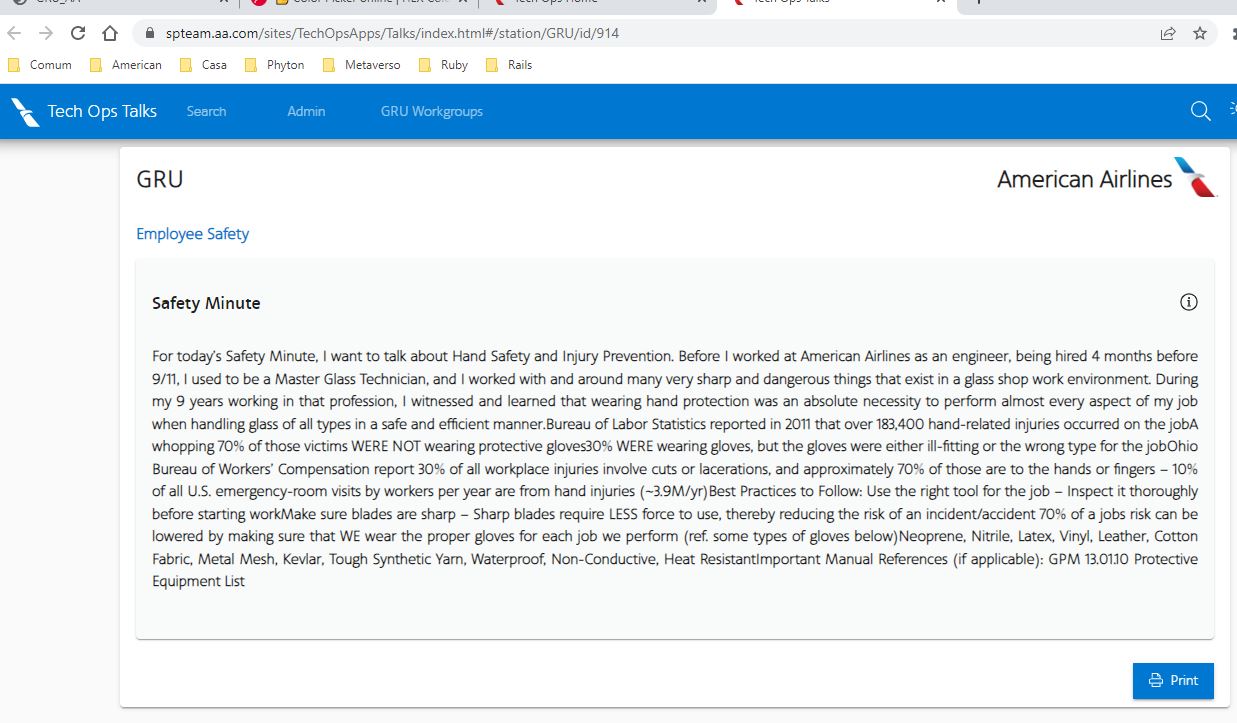 GRU_AA
Color Picker online | HEX Col
Tech Ops Home
Tech Ops Talks
spteam.aa.com/sites/TechOpsApps/Talks/index.html#/station/GRU/id/914
Comum American Casa Phyton Metaverso Ruby Rails
Tech Ops Talks Search Admin GRU Workgroups
GRU
American Airlines
Employee Safety
Safety Minute
For today's Safety Minute, I want to talk about Hand Safety and Injury Prevention. Before I worked at American Airlines as an engineer, being hired 4 months before
9/11, I used to be a Master Glass Technician, and I worked with and around many very sharp and dangerous things that exist in a glass shop work environment. During
my 9 years working in that profession, I witnessed and learned that wearing hand protection was an absolute necessity to perform almost every aspect of my job
when handling glass of all types in a safe and efficient manner.Bureau of Labor Statistics reported in 2011 that over 183,400 hand-related injuries occurred on the jobA
whopping 70% of those victims WERE NOT wearing protective gloves30% WERE wearing gloves, but the gloves were either ill-fitting or the wrong type for the jobOhio
Bureau of Workers' Compensation report 30% of all workplace injuries involve cuts or lacerations, and approximately 70% of those are to the hands or fingers – 10%
of all U.S. emergency-room visits by workers per year are from hand injuries (~3.9M/yr)Best Practices to Follow: Use the right tool for the job – Inspect it thoroughly
before starting workMake sure blades are sharp – Sharp blades require LESS force to use, thereby reducing the risk of an incident/accident 70% of a jobs risk can be
lowered by making sure that WE wear the proper gloves for each job we perform (ref. some types of gloves below)Neoprene, Nitrile, Latex, Vinyl, Leather, Cotton
Fabric, Metal Mesh, Kevlar, Tough Synthetic Yarn, Waterproof, Non-Conductive, Heat ResistantImportant Manual References (if applicable): GPM 13.01.10 Protective
Equipment List
Print